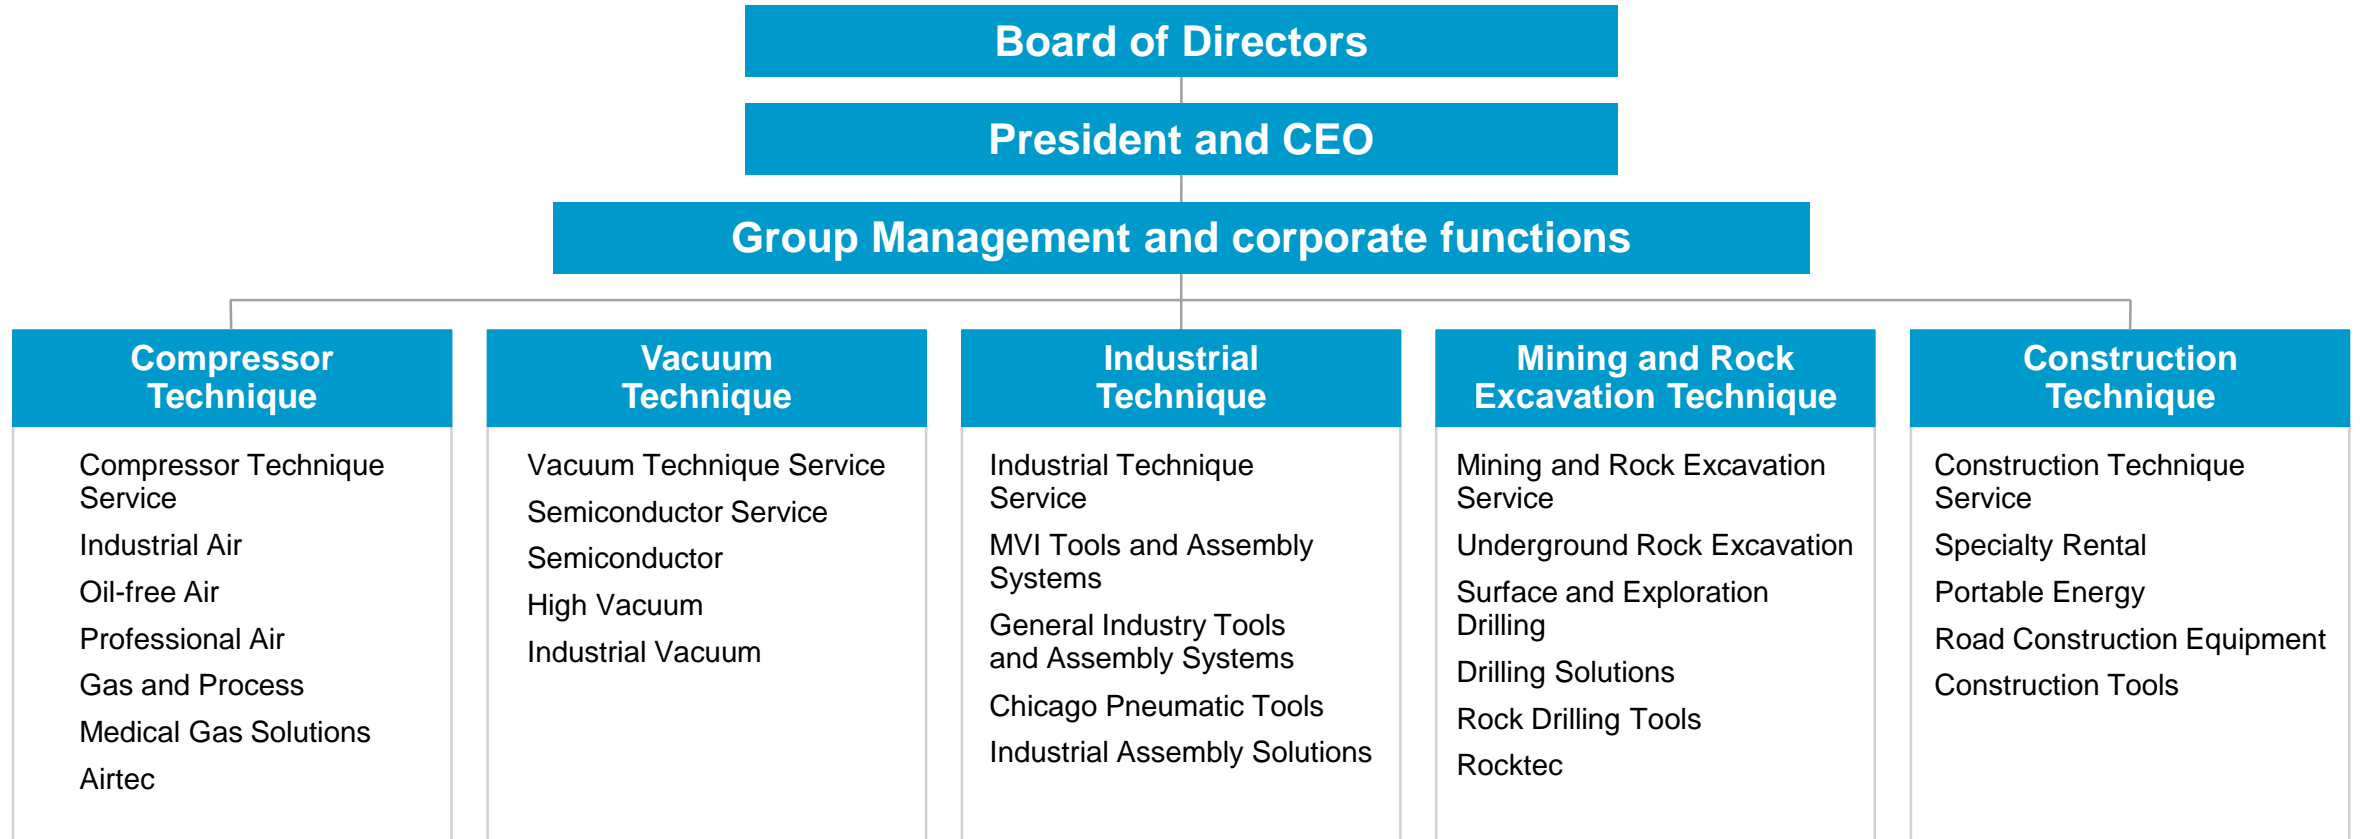 Board of Directors
President and CEO
Group Management and corporate functions
Compressor
Technique
Compressor Technique
Service
Industrial Air
Oil-free Air
Professional Air
Gas and Process
Medical Gas Solutions
Airtec
Vacuum
Technique
Vacuum Technique Service
Semiconductor Service
Semiconductor
High Vacuum
Industrial Vacuum
Industrial
Technique
Industrial Technique
Service
MVI Tools and Assembly
Systems
General Industry Tools
and Assembly Systems
Chicago Pneumatic Tools
Industrial Assembly Solutions
Mining and Rock
Excavation Technique
Mining and Rock Excavation
Service
Underground Rock Excavation
Surface and Exploration
Drilling
Drilling Solutions
Rock Drilling Tools
Rocktec
Construction
Technique
Construction Technique
Service
Specialty Rental
Portable Energy
Road Construction Equipment
Construction Tools